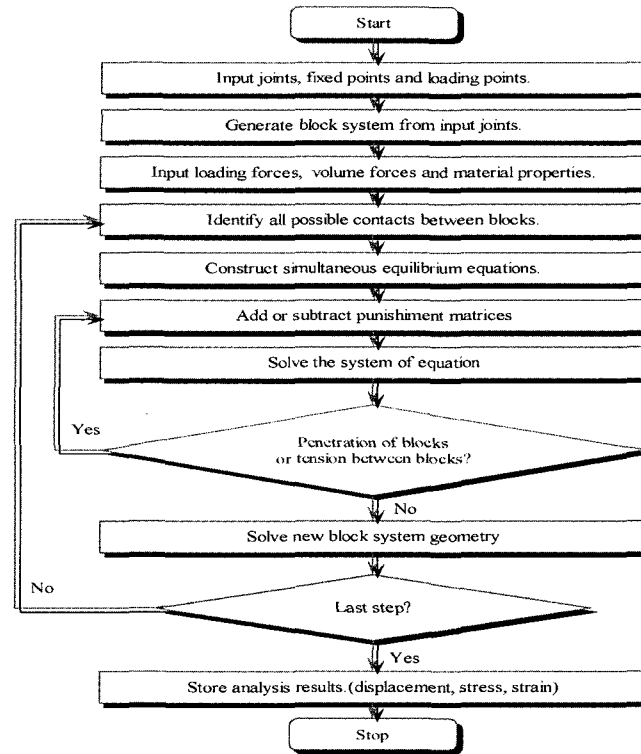 Start
Input joints, fixed points and loading points.
Generate block system from input joints.
Input loading forces, volume forces and material properties.
Identify all possible contacts between blocks.
Construct simultaneous equilibrium equations.
Add or subtract punishiment matrices
Solve the system of equation
Yes
Penetration of blocks
or tension between blocks?
No
Solve new block system geometry
No
Last step?
Yes
Store analysis results.(displacement, stress, strain)
Stop